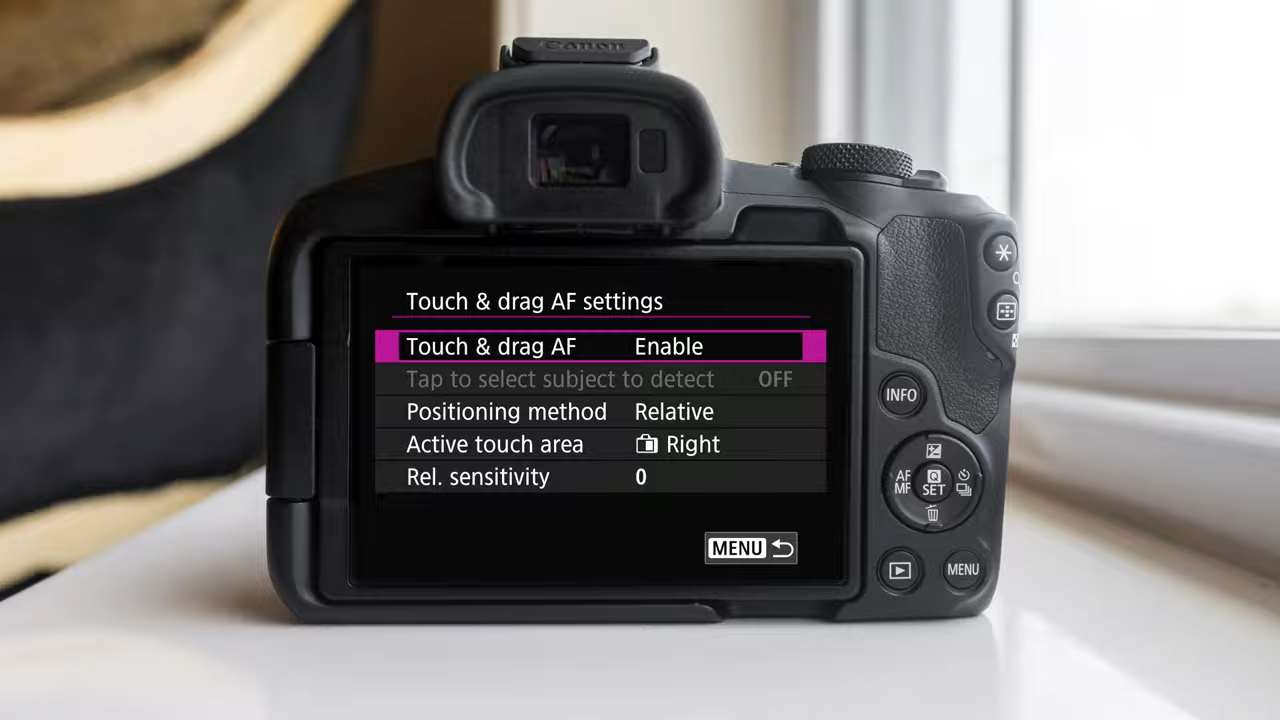 Canon
Touch & drag AF settings
Touch & drag AF Enable
Tap to select subject to detect OFF
Positioning method Relative
Active touch area Right
Rel. sensitivity 0
MENU
INFO
AF
MF
Q
SET
MENU